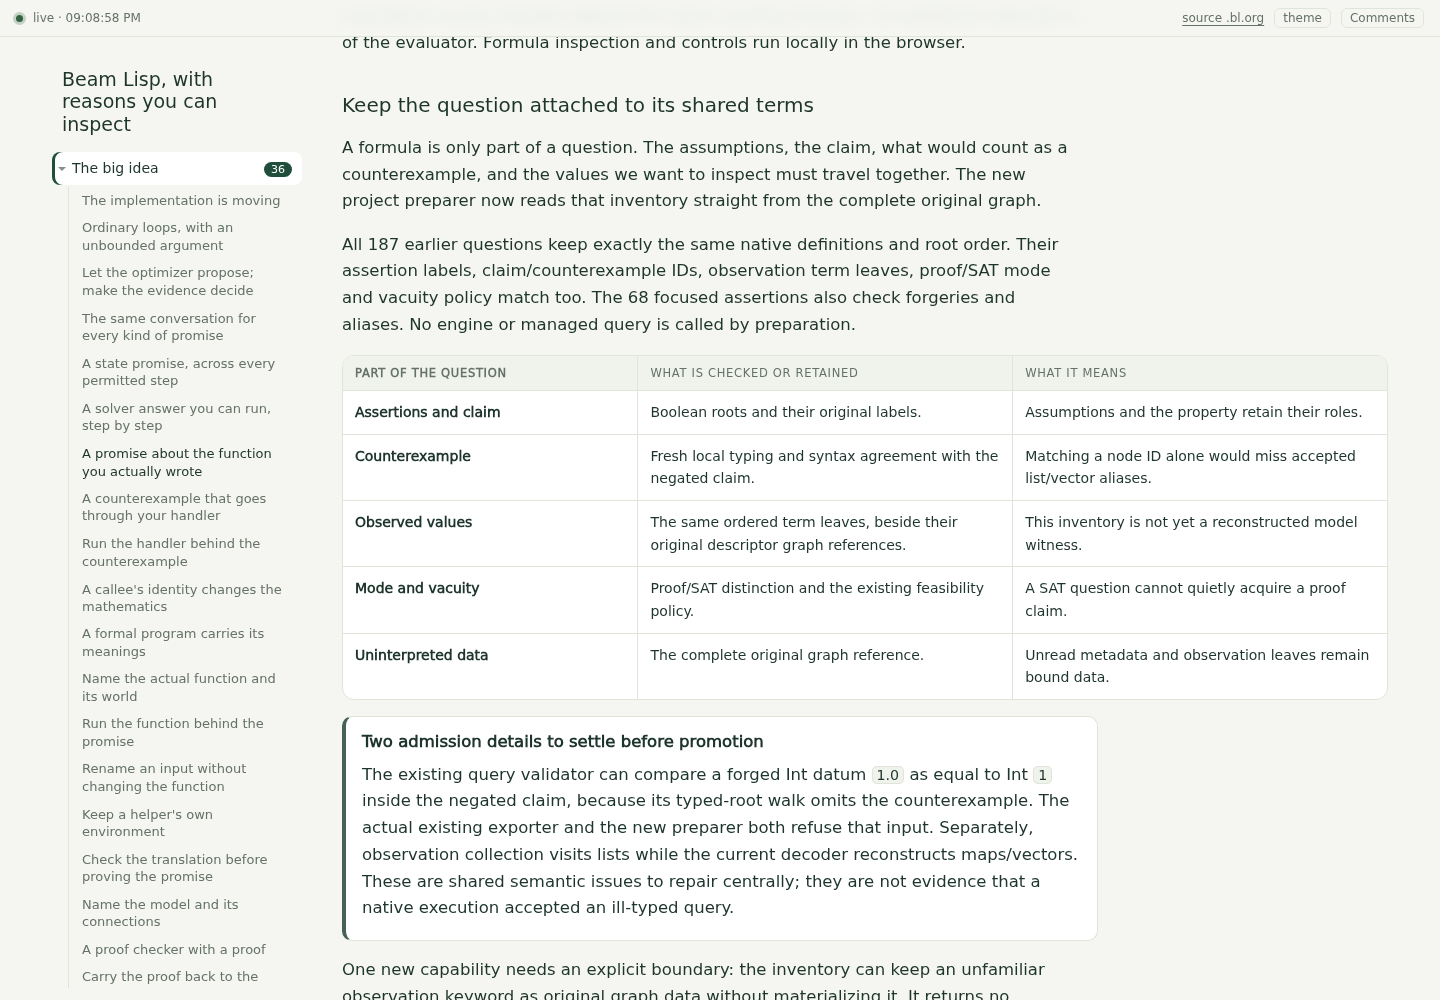 live · 09:08:58 PM
source .bl.org
theme
Comments
Beam Lisp, with
reasons you can
inspect
The big idea
36
The implementation is moving
Ordinary loops, with an
unbounded argument
Let the optimizer propose;
make the evidence decide
The same conversation for
every kind of promise
A state promise, across every
permitted step
A solver answer you can run,
step by step
A promise about the function
you actually wrote
A counterexample that goes
through your handler
Run the handler behind the
counterexample
A callee's identity changes the
mathematics
A formal program carries its
meanings
Name the actual function and
its world
Run the function behind the
promise
Rename an input without
changing the function
Keep a helper's own
environment
Check the translation before
proving the promise
Name the model and its
connections
A proof checker with a proof
Carry the proof back to the
of the evaluator. Formula inspection and controls run locally in the browser.
Keep the question attached to its shared terms
A formula is only part of a question. The assumptions, the claim, what would count as a
counterexample, and the values we want to inspect must travel together. The new
project preparer now reads that inventory straight from the complete original graph.
All 187 earlier questions keep exactly the same native definitions and root order. Their
assertion labels, claim/counterexample IDs, observation term leaves, proof/SAT mode
and vacuity policy match too. The 68 focused assertions also check forgeries and
aliases. No engine or managed query is called by preparation.
PART OF THE QUESTION
WHAT IS CHECKED OR RETAINED
WHAT IT MEANS
Assertions and claim
Boolean roots and their original labels.
Assumptions and the property retain their roles.
Counterexample
Fresh local typing and syntax agreement with the
negated claim.
Matching a node ID alone would miss accepted
list/vector aliases.
Observed values
The same ordered term leaves, beside their
original descriptor graph references.
This inventory is not yet a reconstructed model
witness.
Mode and vacuity
Proof/SAT distinction and the existing feasibility
policy.
A SAT question cannot quietly acquire a proof
claim.
Uninterpreted data
The complete original graph reference.
Unread metadata and observation leaves remain
bound data.
Two admission details to settle before promotion
The existing query validator can compare a forged Int datum 1.0 as equal to Int 1
inside the negated claim, because its typed-root walk omits the counterexample. The
actual existing exporter and the new preparer both refuse that input. Separately,
observation collection visits lists while the current decoder reconstructs maps/vectors.
These are shared semantic issues to repair centrally; they are not evidence that a
native execution accepted an ill-typed query.
One new capability needs an explicit boundary: the inventory can keep an unfamiliar
observation keyword as original graph data without materializing it. It returns no